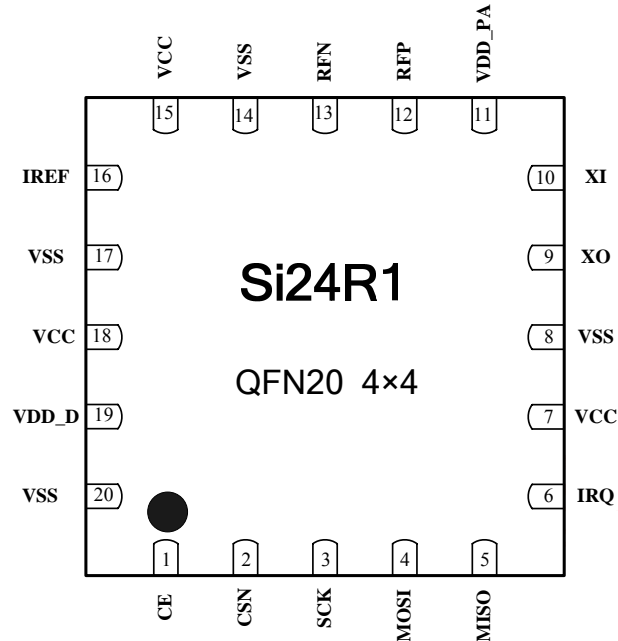 VCC VSS RFN RFP VDD_PA
15 14 13 12 11
IREF 16 10 XI
VSS 17 9 XO
Si24R1
VCC 18 8 VSS
QFN20 4×4
VDD_D 19 7 VCC
VSS 20 6 IRQ
1 2 3 4 5
CE CSN SCK MOSI MISO